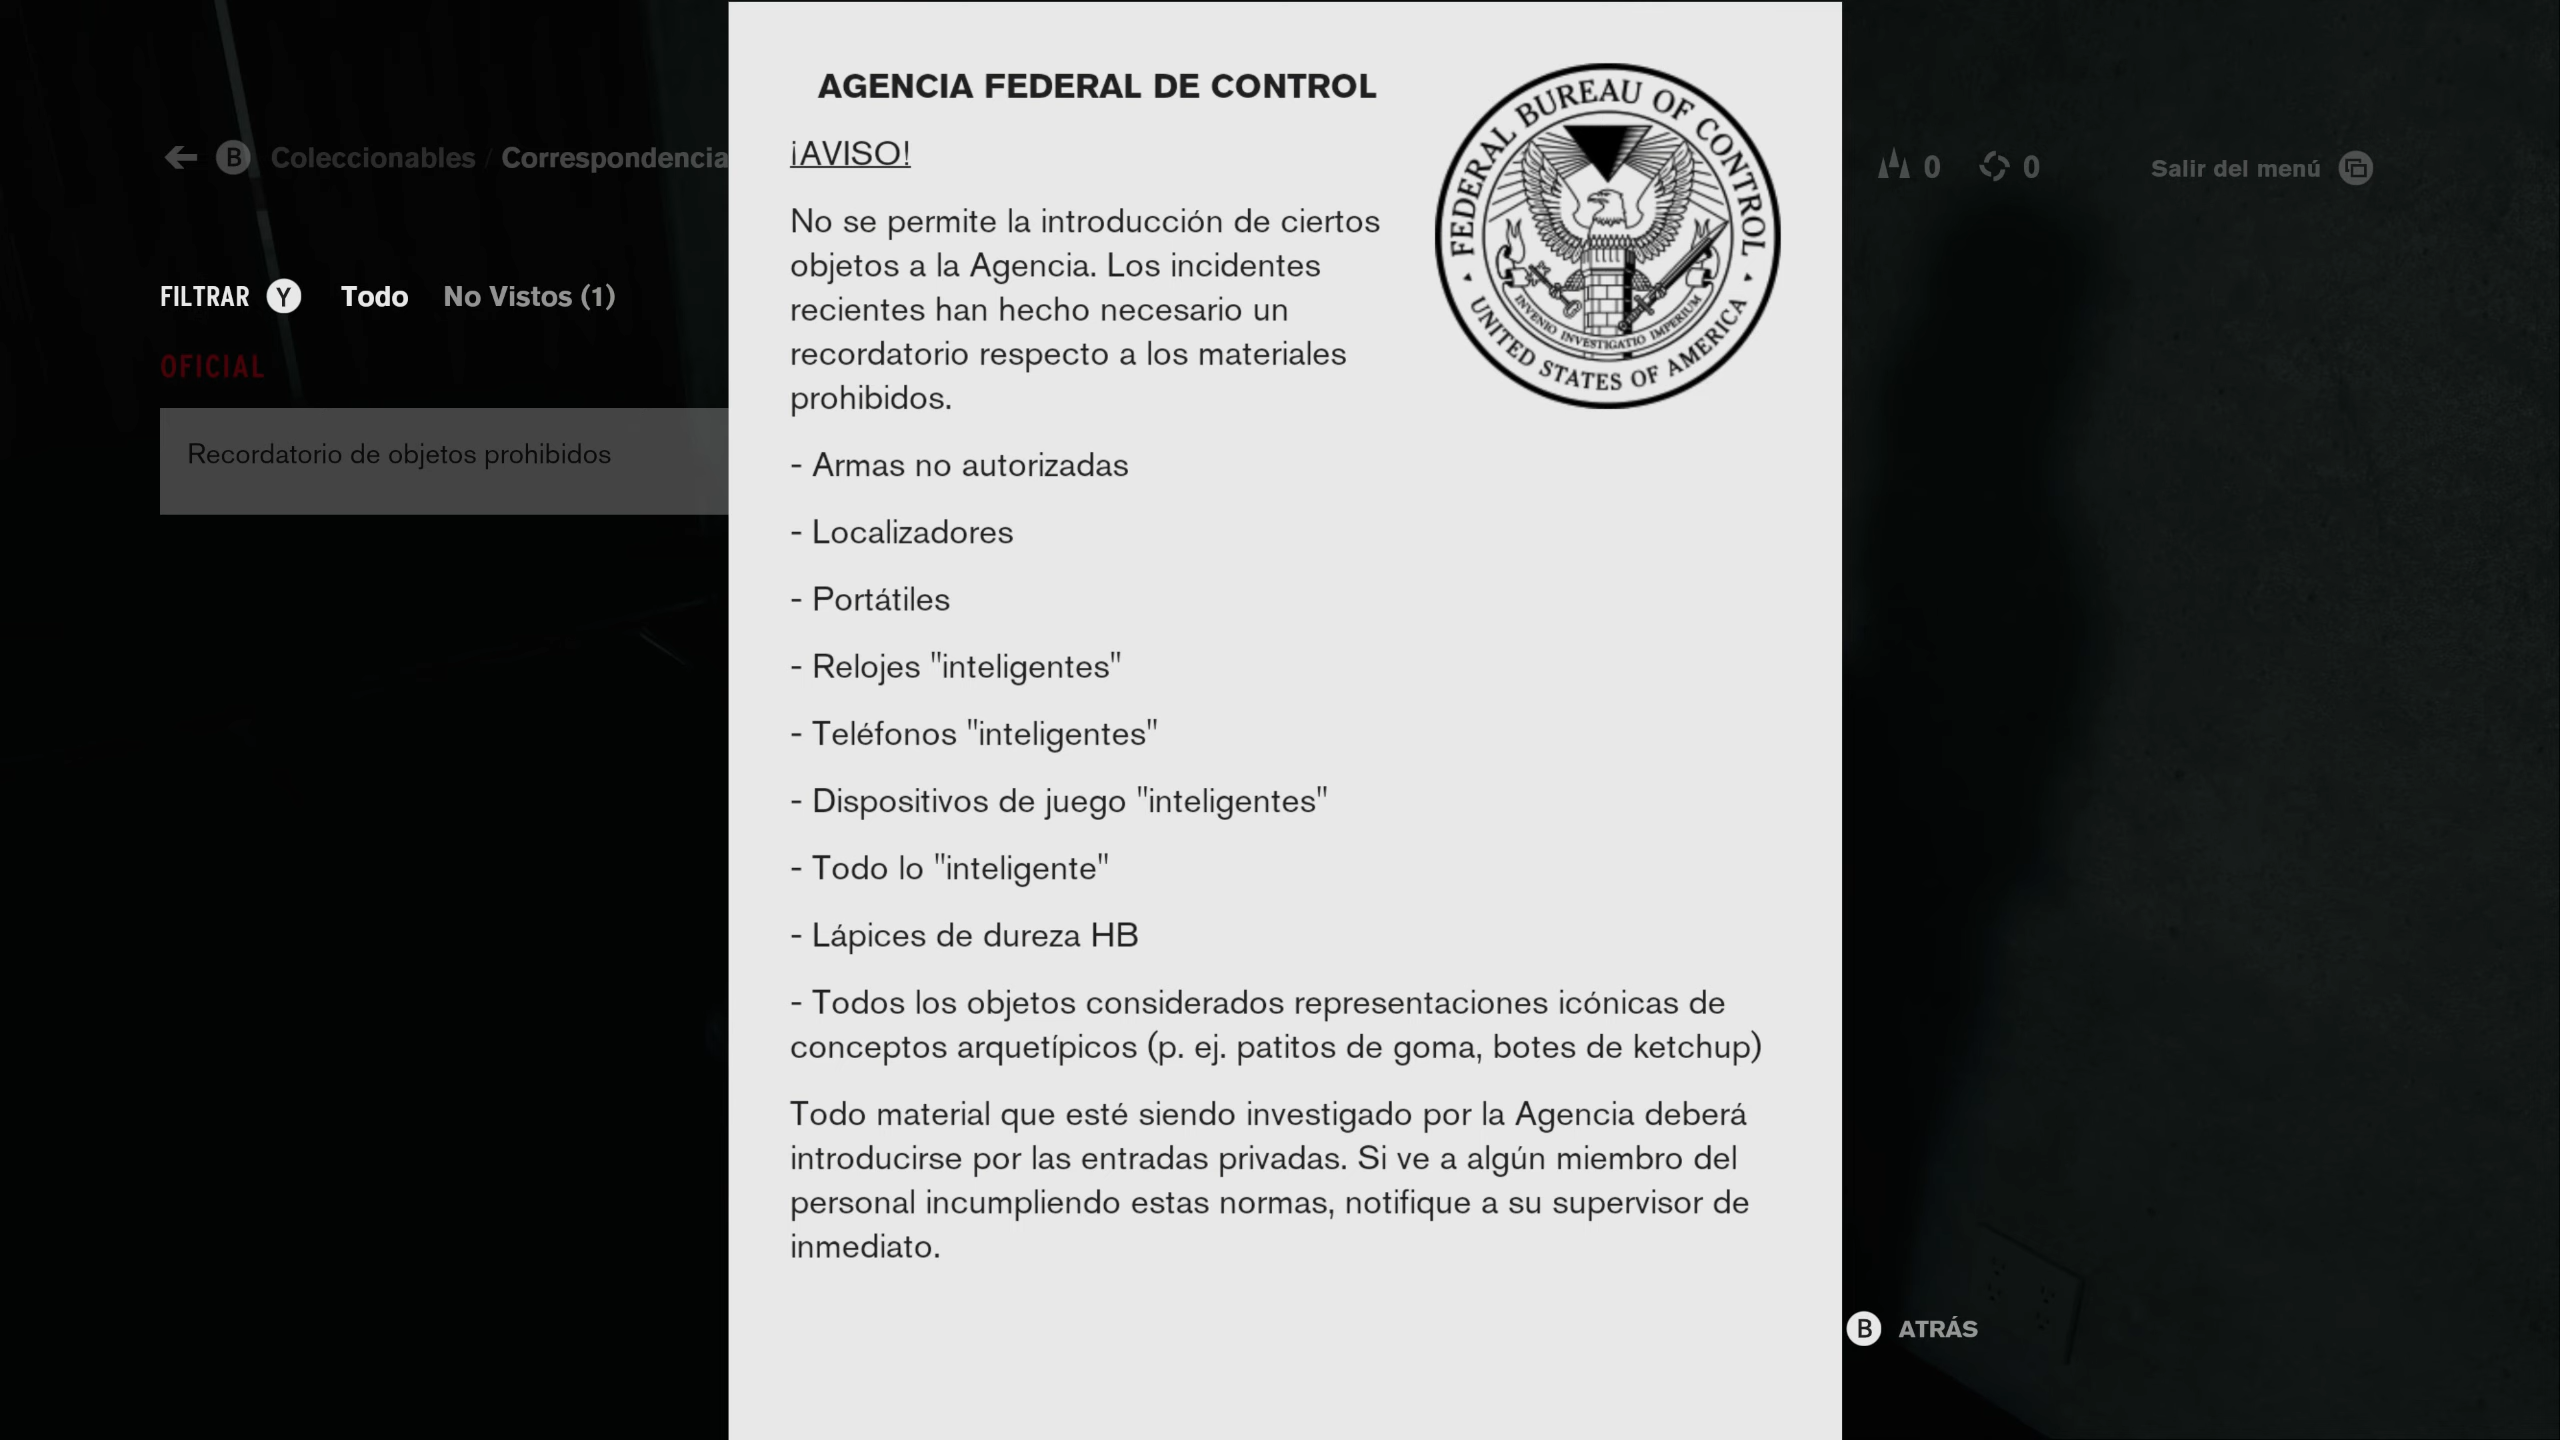 AGENCIA FEDERAL DE CONTROL
¡AVISO!
No se permite la introducción de ciertos
objetos a la Agencia. Los incidentes
recientes han hecho necesario un
recordatorio respecto a los materiales
prohibidos.
- Armas no autorizadas
- Localizadores
- Portátiles
- Relojes "inteligentes"
- Teléfonos "inteligentes"
- Dispositivos de juego "inteligentes"
- Todo lo "inteligente"
- Lápices de dureza HB
- Todos los objetos considerados representaciones icónicas de
conceptos arquetípicos (p. ej. patitos de goma, botes de ketchup)
Todo material que esté siendo investigado por la Agencia deberá
introducirse por las entradas privadas. Si ve a algún miembro del
personal incumpliendo estas normas, notifique a su supervisor de
inmediato.
FEDERAL BUREAU OF CONTROL
UNITED STATES OF AMERICA
INVENIO INVESTIGATIO IMPERIUM
B Coleccionables / Correspondencia
FILTRAR Y Todo No Vistos (1)
OFICIAL
Recordatorio de objetos prohibidos
0 0 Salir del menú
B ATRÁS